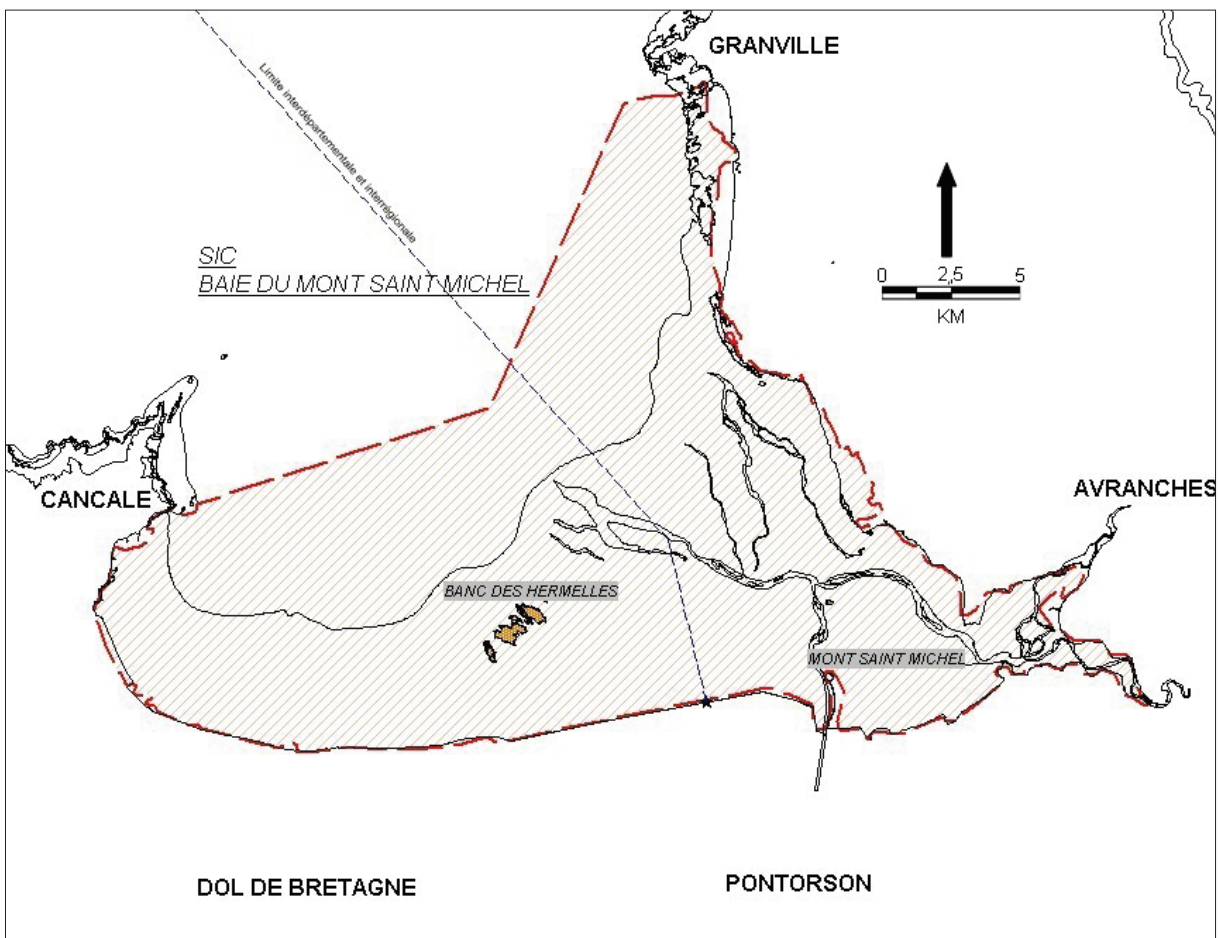 GRANVILLE
Limite interdépartementale et interrégionale
SIC
BAIE DU MONT SAINT MICHEL
0 2,5 5
KM
CANCALE
AVRANCHES
BANC DES HERMELLES
MONT SAINT MICHEL
DOL DE BRETAGNE
PONTORSON